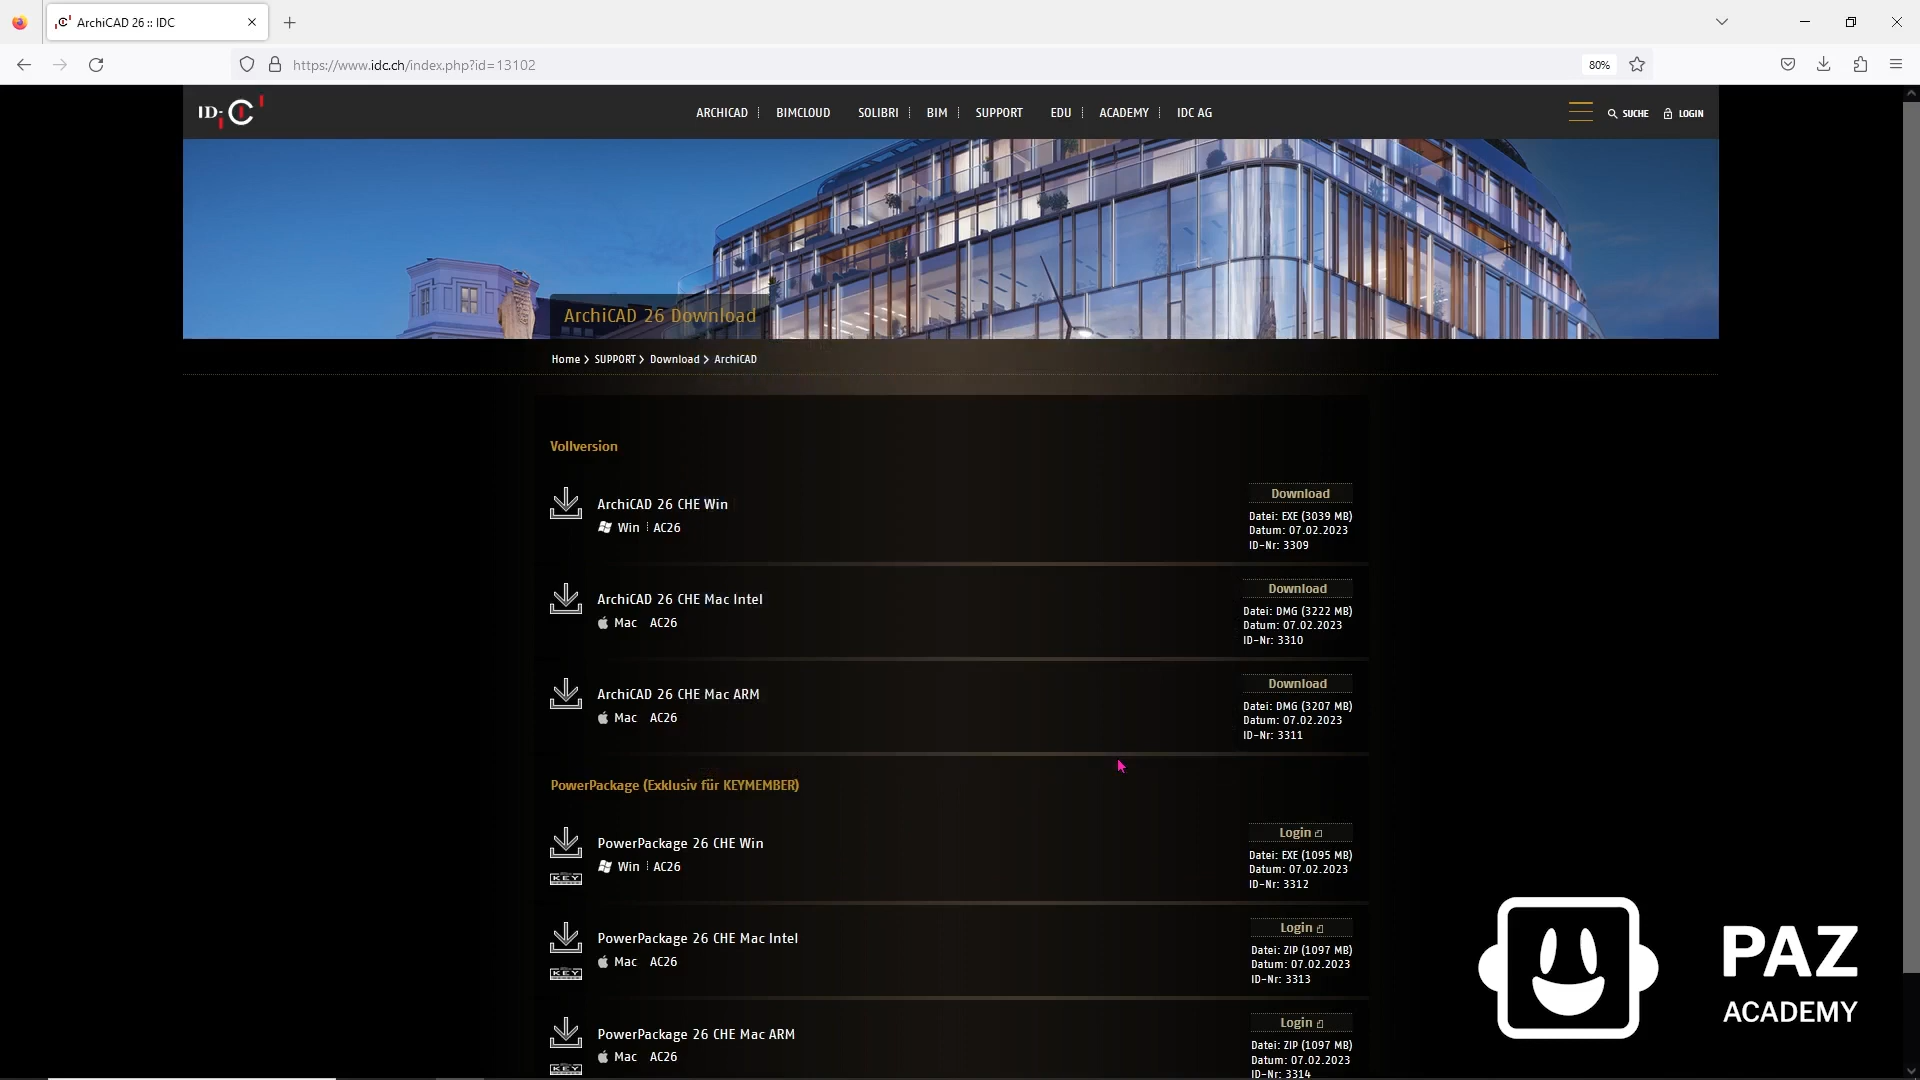 ArchiCAD 26 :: IDC
https://www.idc.ch/index.php?id=13102
80%
ID-C
ARCHICAD BIMCLOUD SOLIBRI BIM SUPPORT EDU ACADEMY IDC AG
SUCHE LOGIN
ArchiCAD 26 Download
Home > SUPPORT > Download > ArchiCAD
Vollversion
ArchiCAD 26 CHE Win
Win AC26
Download
Datei: EXE (3039 MB)
Datum: 07.02.2023
ID-Nr: 3309
ArchiCAD 26 CHE Mac Intel
Mac AC26
Download
Datei: DMG (3222 MB)
Datum: 07.02.2023
ID-Nr: 3310
ArchiCAD 26 CHE Mac ARM
Mac AC26
Download
Datei: DMG (3207 MB)
Datum: 07.02.2023
ID-Nr: 3311
PowerPackage (Exklusiv für KEYMEMBER)
PowerPackage 26 CHE Win
Win AC26
KEY
Login
Datei: EXE (1095 MB)
Datum: 07.02.2023
ID-Nr: 3312
PowerPackage 26 CHE Mac Intel
Mac AC26
KEY
Login
Datei: ZIP (1097 MB)
Datum: 07.02.2023
ID-Nr: 3313
PowerPackage 26 CHE Mac ARM
Mac AC26
KEY
Login
Datei: ZIP (1097 MB)
Datum: 07.02.2023
ID-Nr: 3314
PAZ
ACADEMY